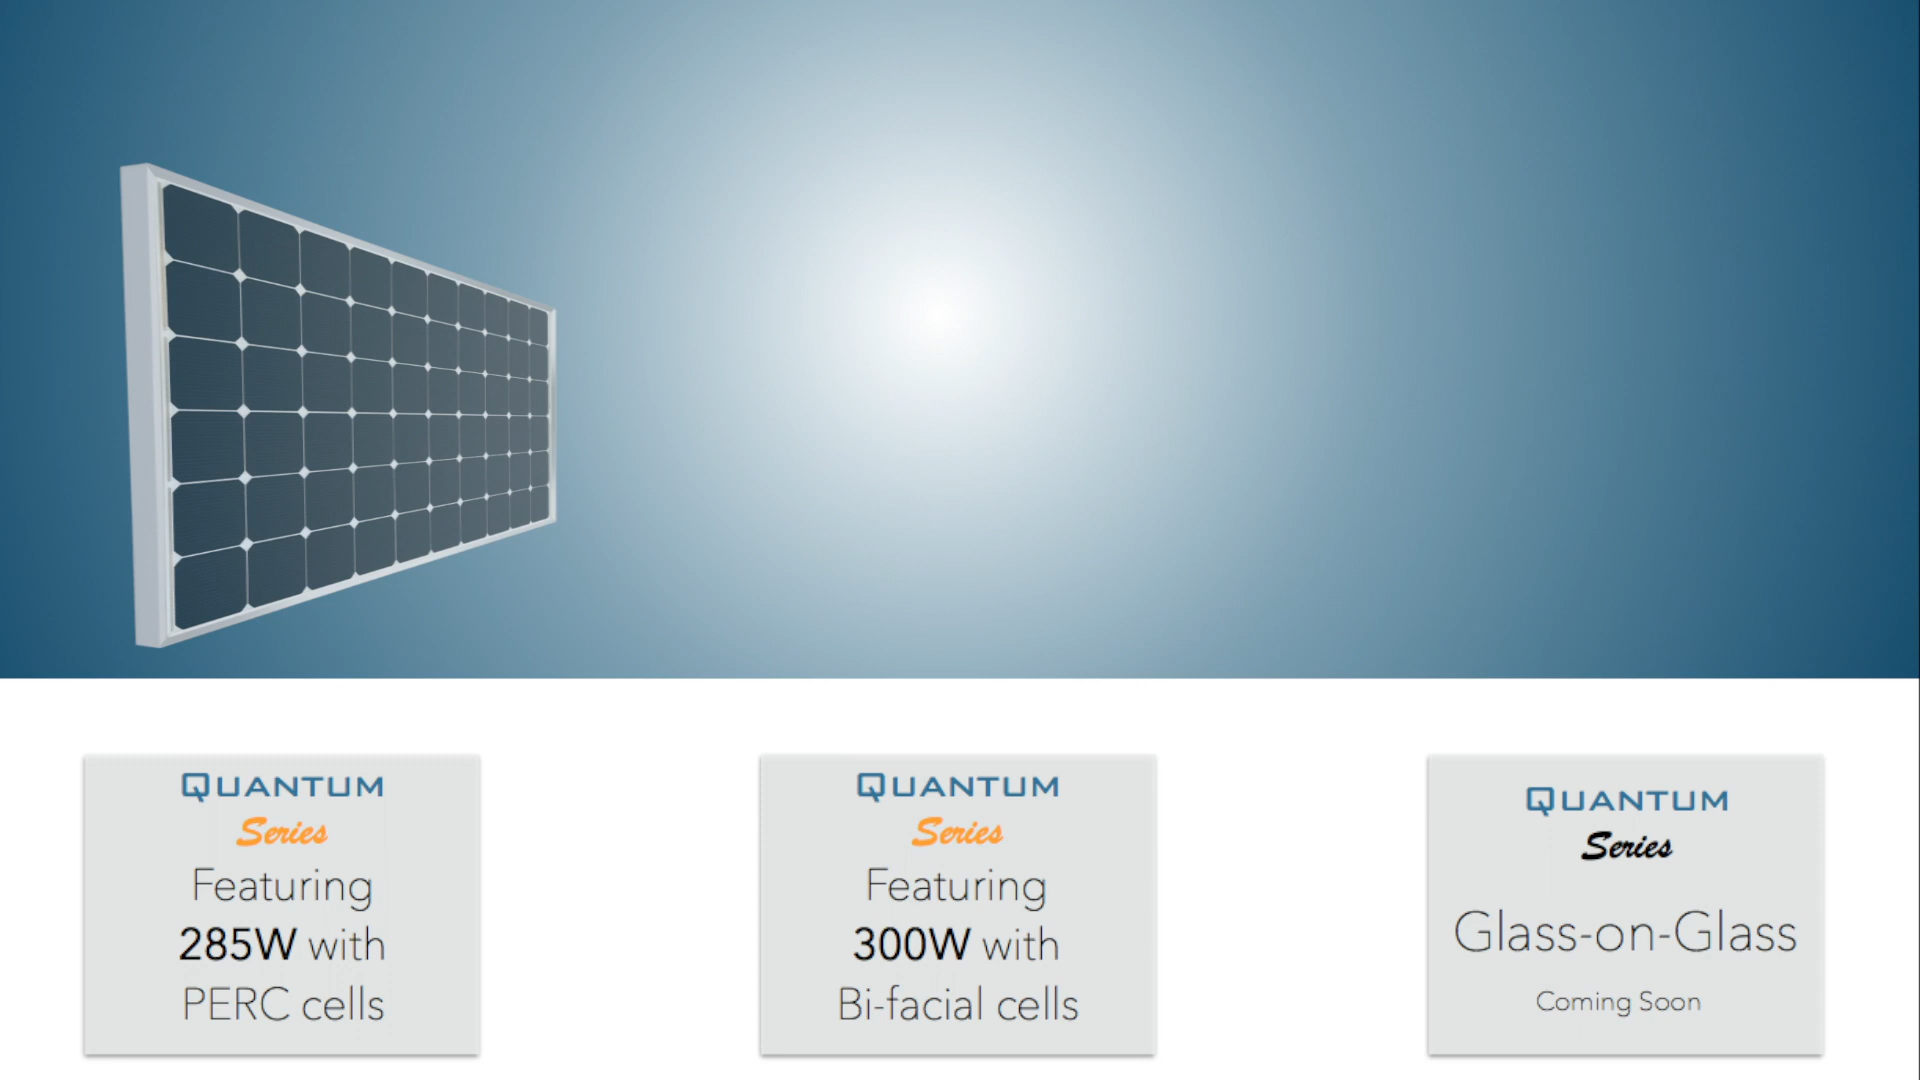 QUANTUM
Series
Featuring
285W with
PERC cells
QUANTUM
Series
Featuring
300W with
Bi-facial cells
QUANTUM
Series
Glass-on-Glass
Coming Soon